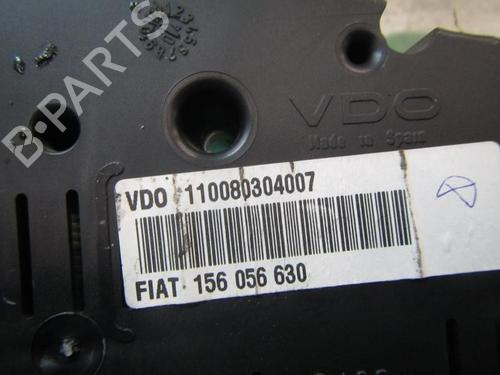 VDO
Made in Spain
VDO 110080304007
FIAT 156 056 630
B-PARTS